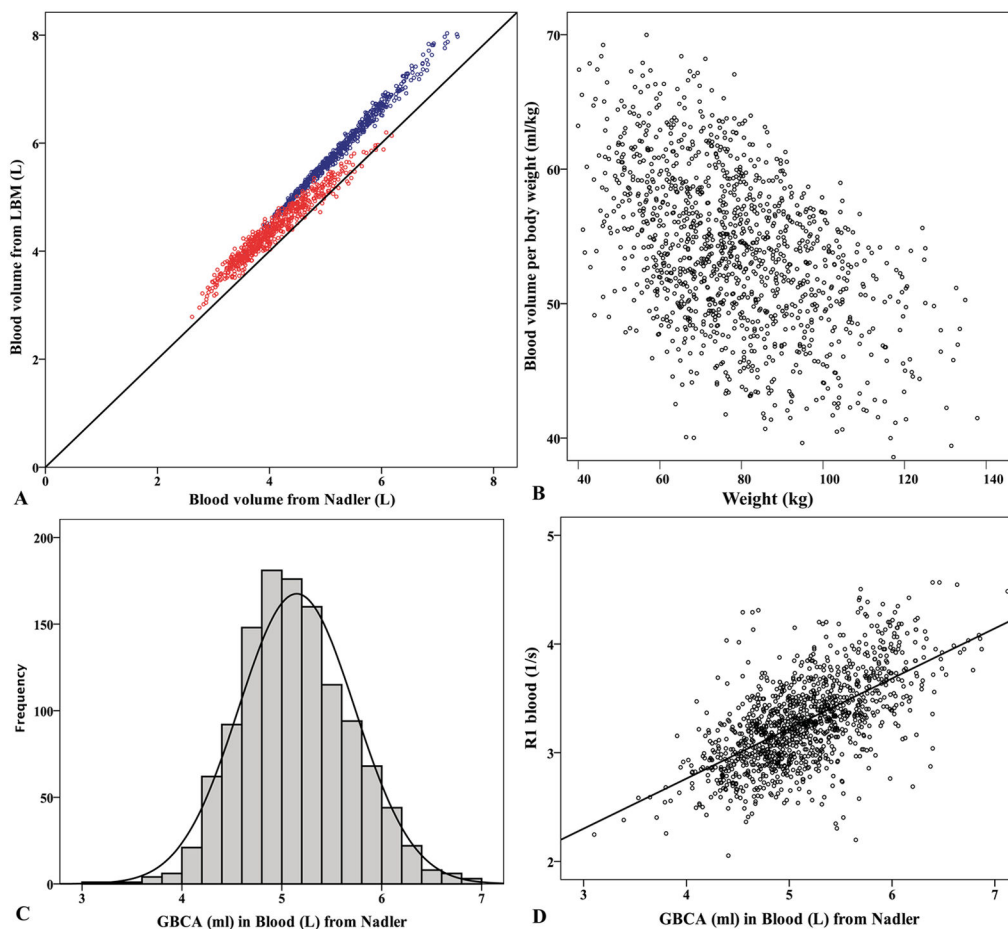 Blood volume from LBM (L)
8
6
4
2
0
0 2 4 6 8
Blood volume from Nadler (L)
A
Blood volume per body weight (ml/kg)
70
60
50
40
40 60 80 100 120 140
Weight (kg)
B
Frequency
200
150
100
50
0
3 4 5 6 7
GBCA (ml) in Blood (L) from Nadler
C
R1 blood (1/s)
5
4
3
2
3 4 5 6 7
GBCA (ml) in Blood (L) from Nadler
D